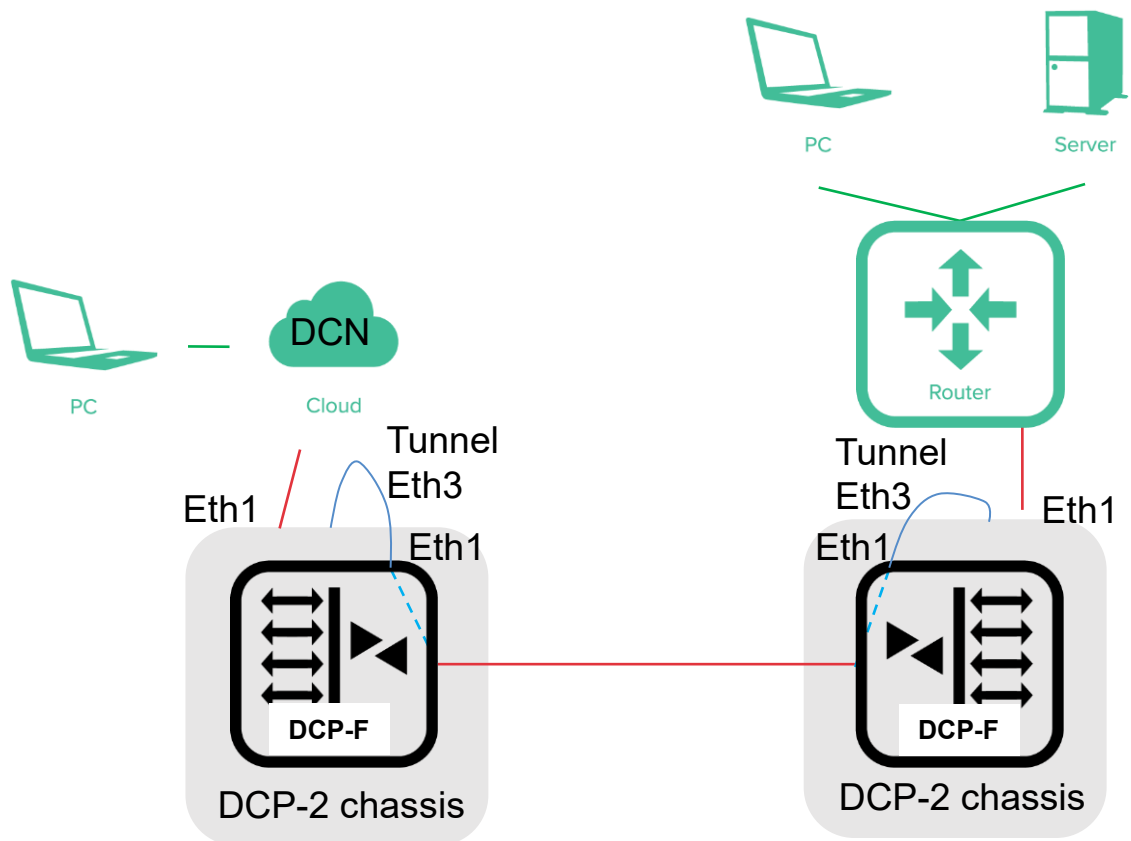 PC
Server
Router
DCN
PC
Cloud
Tunnel
Eth3
Eth1
Eth1
Tunnel
Eth3
Eth1
Eth1
DCP-F
DCP-2 chassis
DCP-F
DCP-2 chassis